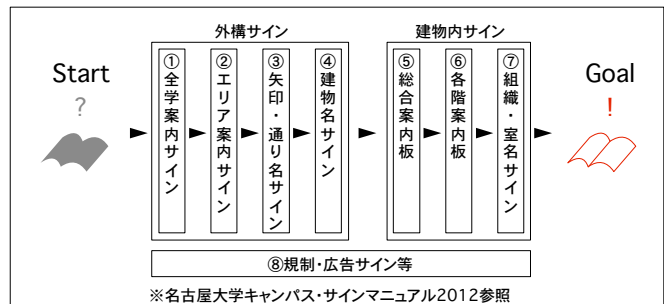 外構サイン
建物内サイン
Start
?
①全学案内サイン
②エリア案内サイン
③矢印・通り名サイン
④建物名サイン
⑤総合案内板
⑥各階案内板
⑦組織・室名サイン
Goal
!
⑧規制・広告サイン等
※名古屋大学キャンパス・サインマニュアル2012参照